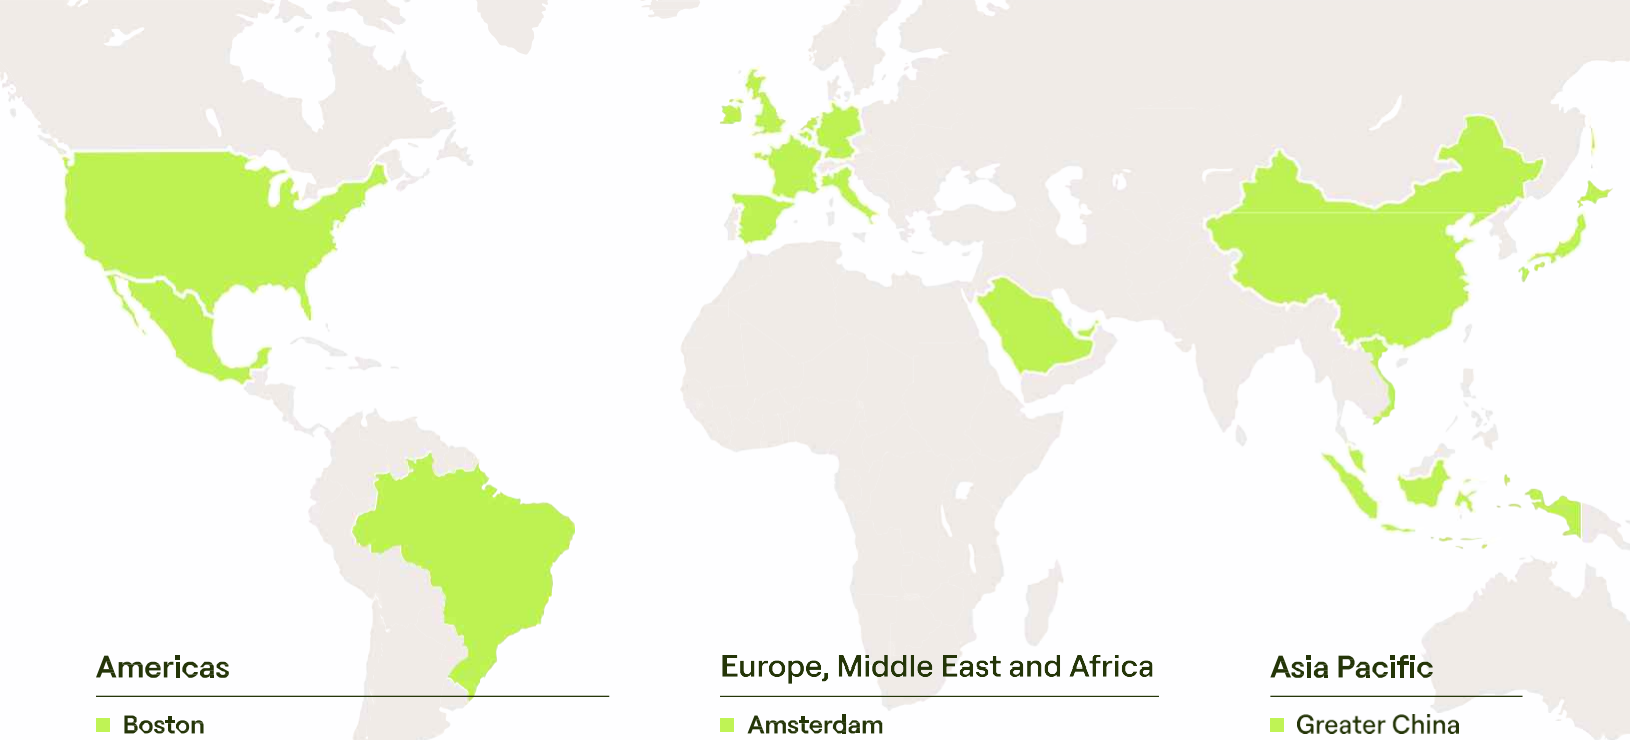 Americas
Boston
Europe, Middle East and Africa
Amsterdam
Asia Pacific
Greater China